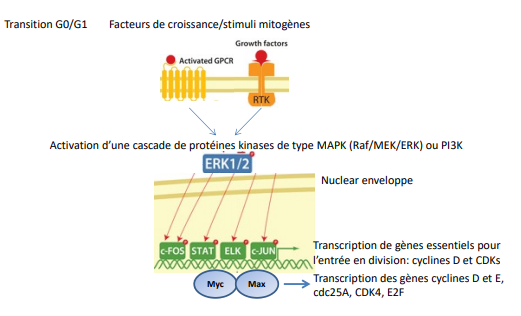 Transition G0/G1 Facteurs de croissance/stimuli mitogènes
Growth factors
Activated GPCR
RTK
Activation d'une cascade de protéines kinases de type MAPK (Raf/MEK/ERK) ou PI3K
ERK1/2
Nuclear enveloppe
c-FOS STAT ELK c-JUN
Transcription de gènes essentiels pour
l'entrée en division: cyclines D et CDKs
Myc Max
Transcription des gènes cyclines D et E,
cdc25A, CDK4, E2F